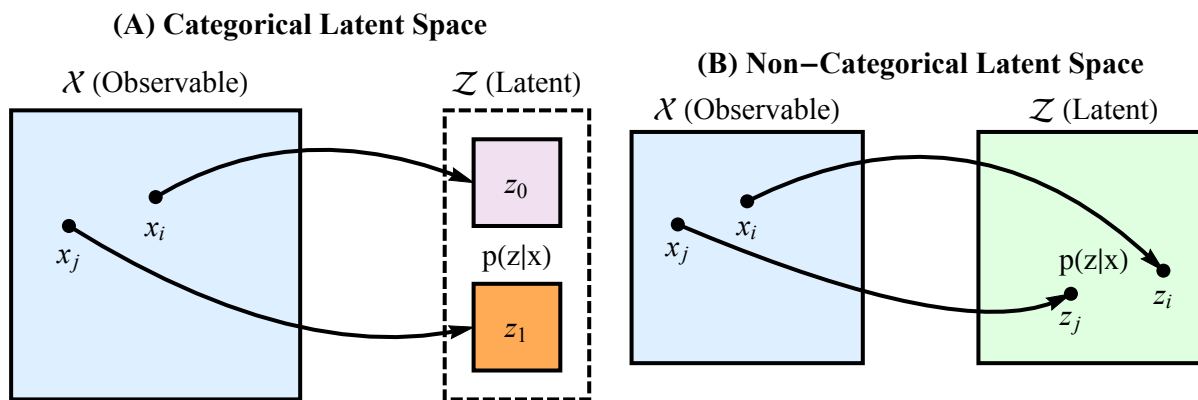 (A) Categorical Latent Space
𝒳 (Observable)
𝒵 (Latent)
z₀
xᵢ
xⱼ
p(z|x)
z₁
(B) Non−Categorical Latent Space
𝒳 (Observable)
𝒵 (Latent)
xᵢ
xⱼ
p(z|x)
zᵢ
zⱼ